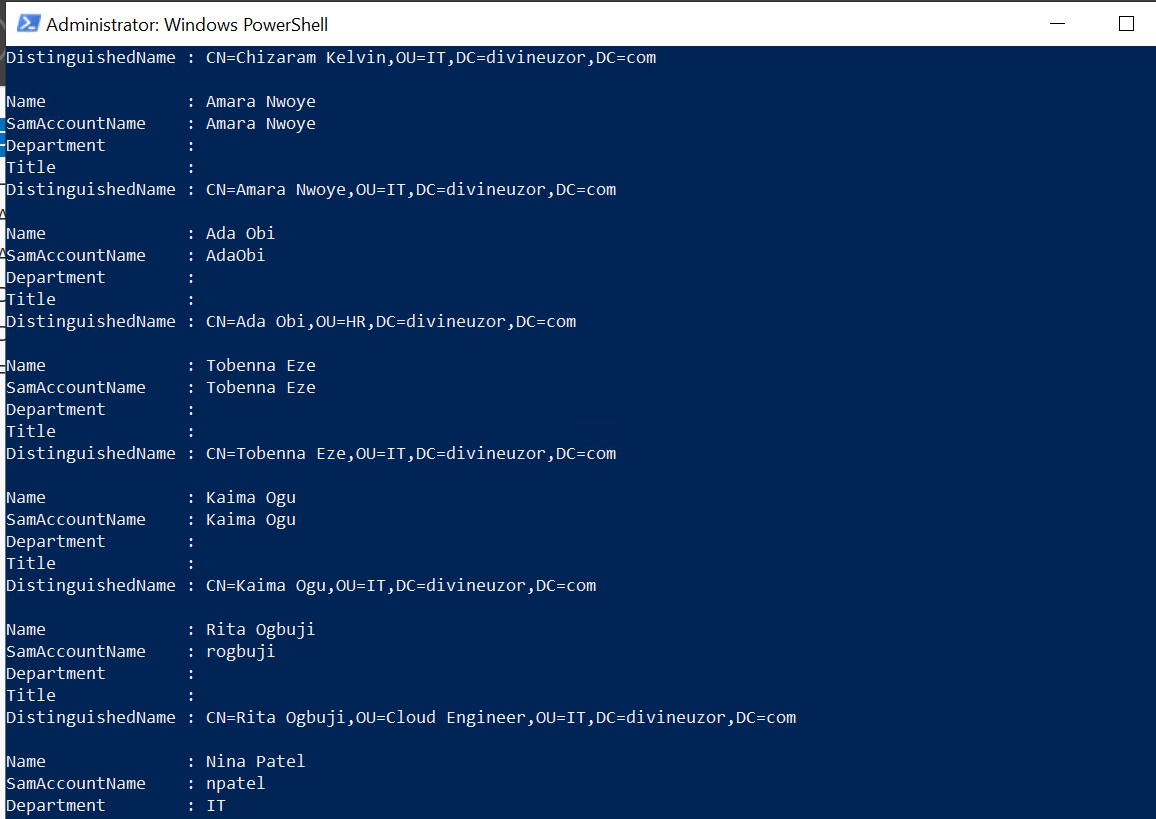 Administrator: Windows PowerShell
DistinguishedName : CN=Chizaram Kelvin,OU=IT,DC=divineuzor,DC=com
Name : Amara Nwoye
SamAccountName : Amara Nwoye
Department :
Title :
DistinguishedName : CN=Amara Nwoye,OU=IT,DC=divineuzor,DC=com
Name : Ada Obi
SamAccountName : AdaObi
Department :
Title :
DistinguishedName : CN=Ada Obi,OU=HR,DC=divineuzor,DC=com
Name : Tobenna Eze
SamAccountName : Tobenna Eze
Department :
Title :
DistinguishedName : CN=Tobenna Eze,OU=IT,DC=divineuzor,DC=com
Name : Kaima Ogu
SamAccountName : Kaima Ogu
Department :
Title :
DistinguishedName : CN=Kaima Ogu,OU=IT,DC=divineuzor,DC=com
Name : Rita Ogbuji
SamAccountName : rogbuji
Department :
Title :
DistinguishedName : CN=Rita Ogbuji,OU=Cloud Engineer,OU=IT,DC=divineuzor,DC=com
Name : Nina Patel
SamAccountName : npatel
Department : IT